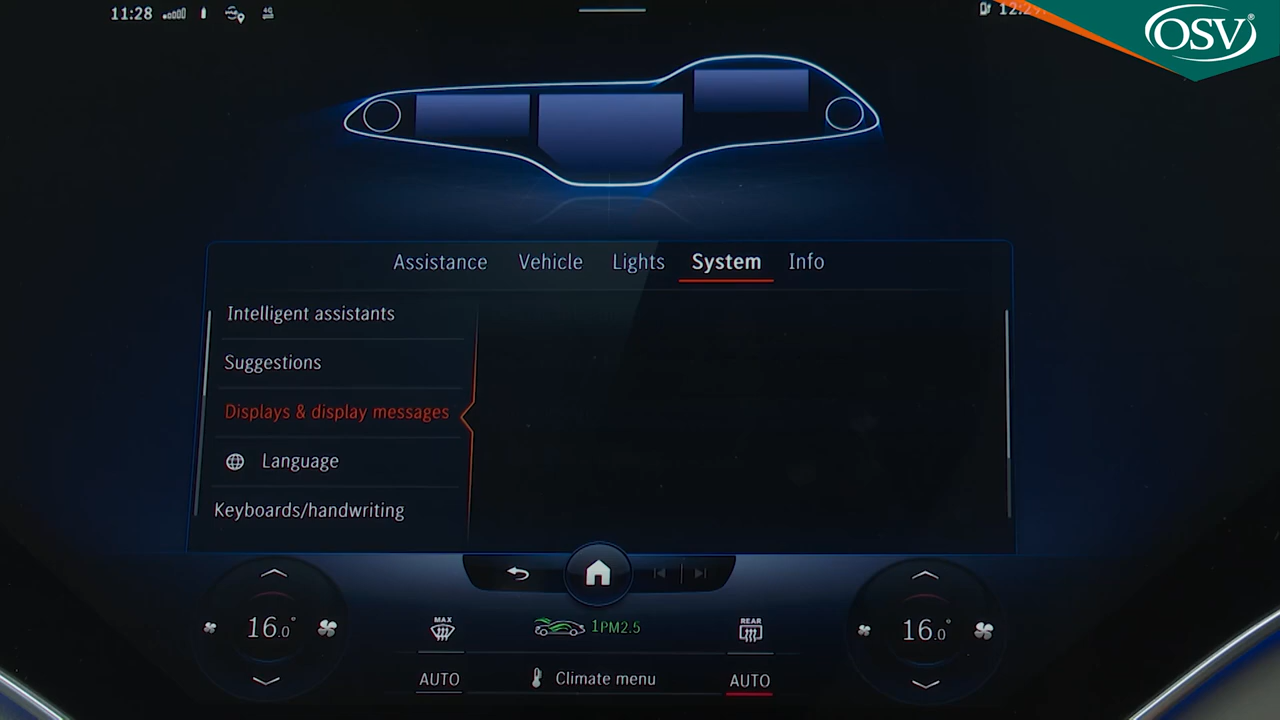 11:28
4G
OSV®
Assistance Vehicle Lights System Info
Intelligent assistants
Suggestions
Displays & display messages
Language
Keyboards/handwriting
16.0°
MAX
1PM2.5
REAR
16.0°
AUTO
Climate menu
AUTO